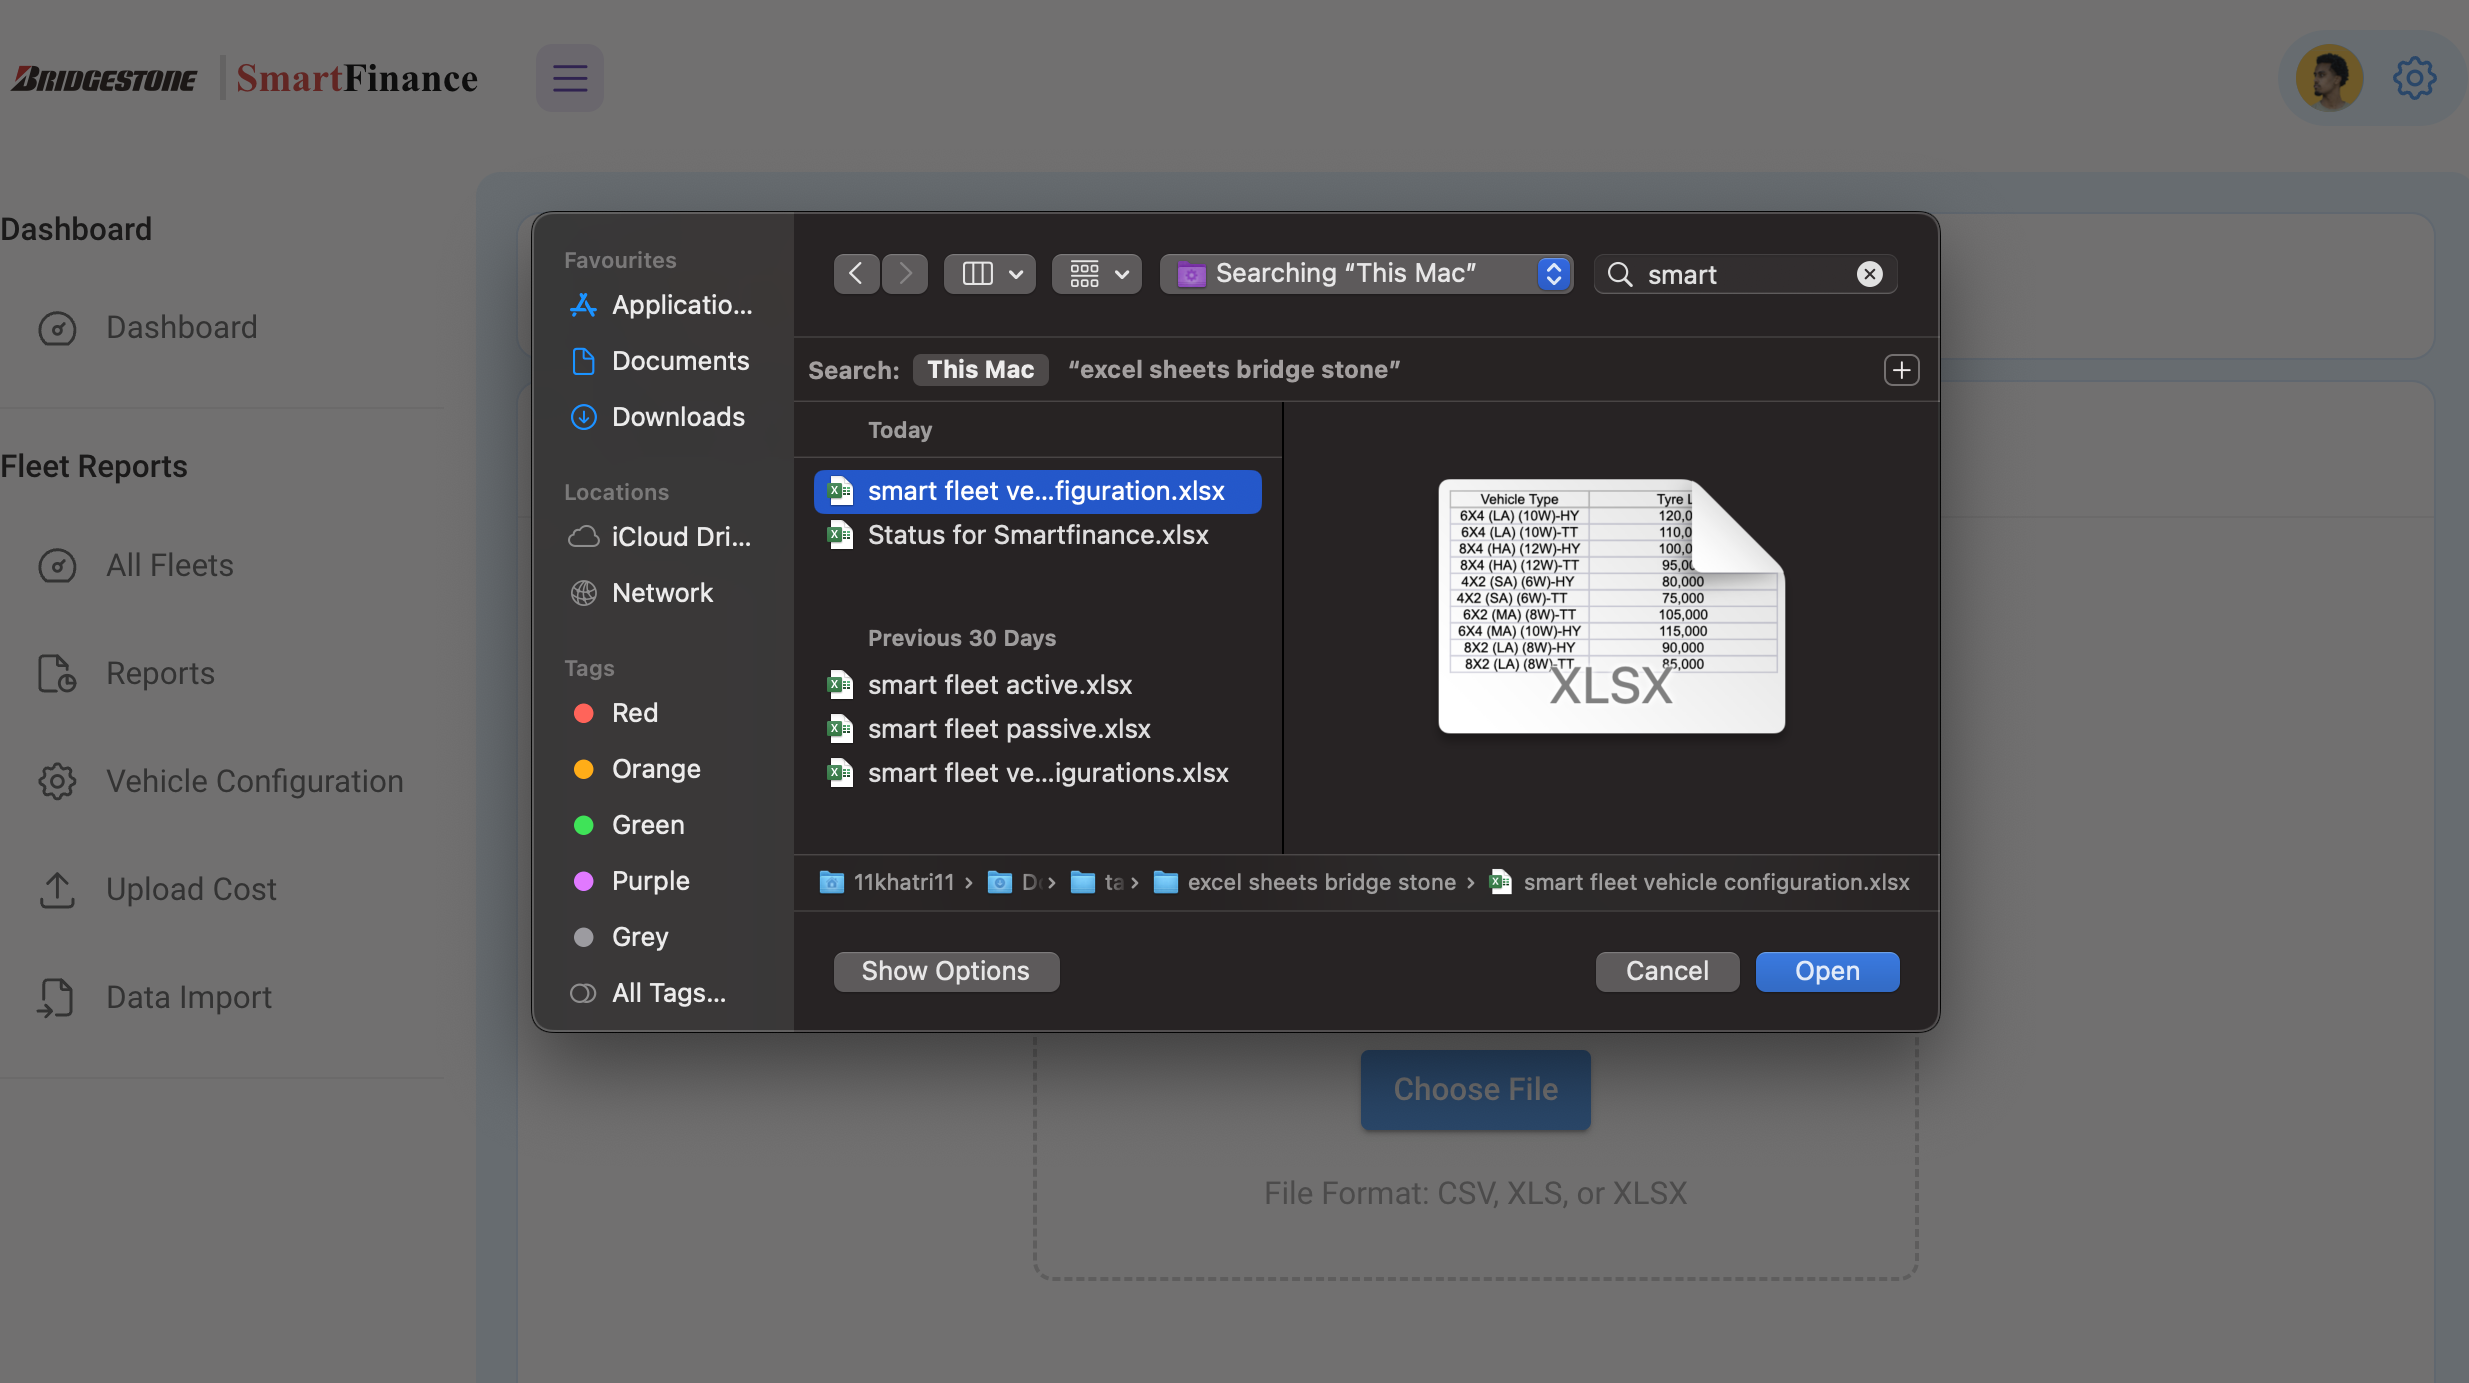 BRIDGESTONE SmartFinance
Dashboard
Dashboard
Fleet Reports
All Fleets
Reports
Vehicle Configuration
Upload Cost
Data Import
Favourites
Applicatio...
Documents
Downloads
Locations
iCloud Dri...
Network
Tags
Red
Orange
Green
Purple
Grey
All Tags...
Searching “This Mac”
smart
Search: This Mac “excel sheets bridge stone”
Today
smart fleet ve...figuration.xlsx
Status for Smartfinance.xlsx
Previous 30 Days
smart fleet active.xlsx
smart fleet passive.xlsx
smart fleet ve...igurations.xlsx
Vehicle Type Tyre L
6X4 (LA) (10W)-HY 120,0
6X4 (LA) (10W)-TT 110,0
8X4 (HA) (12W)-HY 100,0
8X4 (HA) (12W)-TT 95,00
4X2 (SA) (6W)-HY 80,000
4X2 (SA) (6W)-TT 75,000
6X2 (MA) (8W)-TT 105,000
6X4 (MA) (10W)-HY 115,000
8X2 (LA) (8W)-HY 90,000
8X2 (LA) (8W)-TT 85,000
XLSX
11khatri11 › D › ta › excel sheets bridge stone › smart fleet vehicle configuration.xlsx
Show Options
Cancel
Open
Choose File
File Format: CSV, XLS, or XLSX